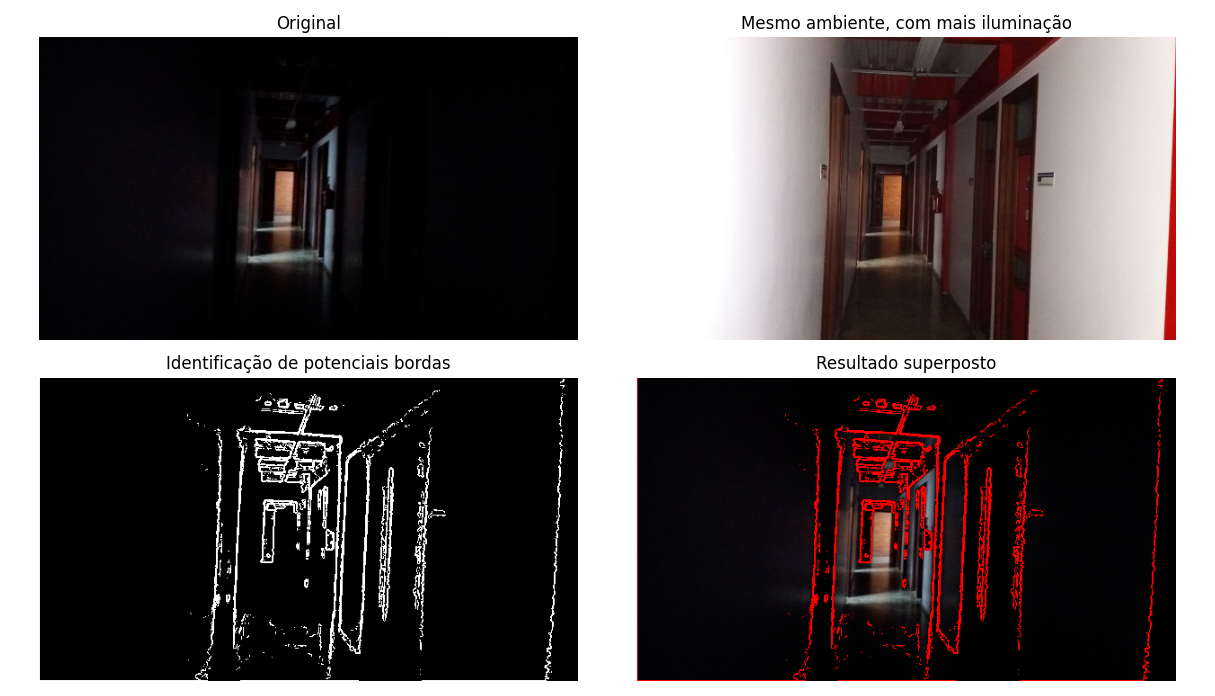 Original
Mesmo ambiente, com mais iluminação
Identificação de potenciais bordas
Resultado superposto